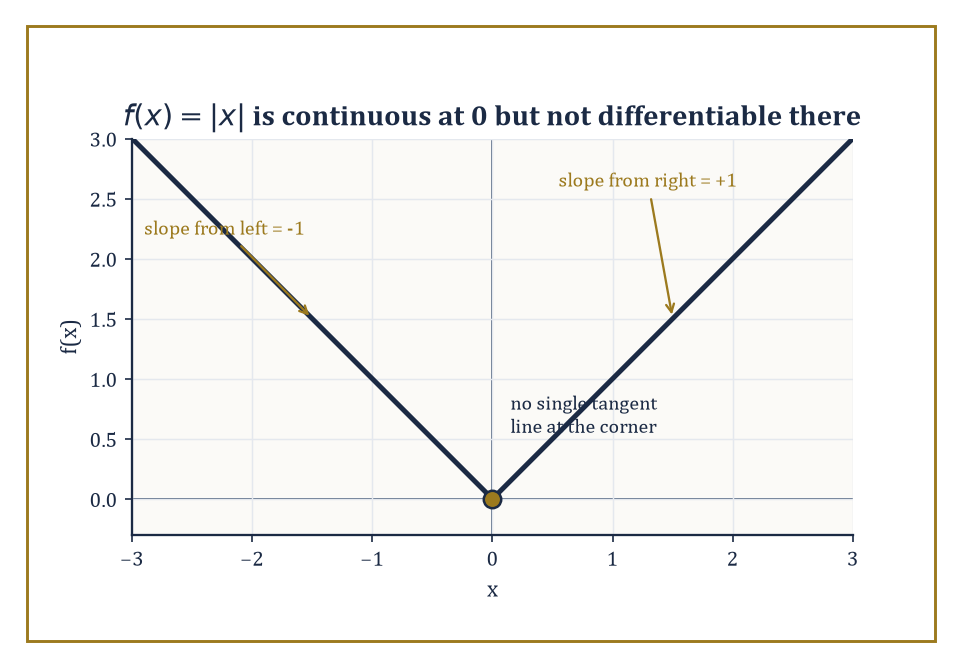 f(x) = |x| is continuous at 0 but not differentiable there
3.0
slope from right = +1
2.5
slope from left = -1
2.0
1.5
f(x)
1.0
no single tangent
line at the corner
0.5
0.0
−3 −2 −1 0 1 2 3
x